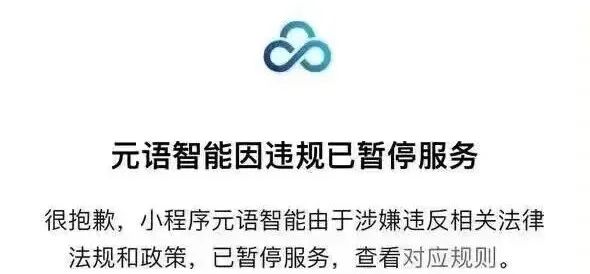 元语智能因违规已暂停服务
很抱歉，小程序元语智能由于涉嫌违反相关法律
法规和政策，已暂停服务，查看对应规则。